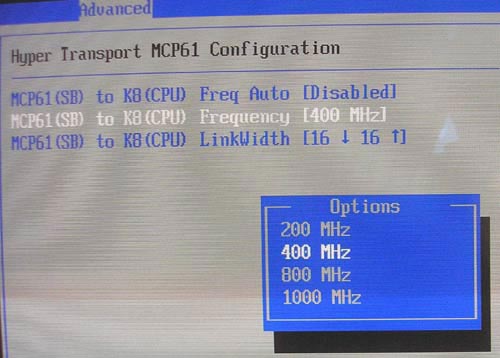 Advanced
Hyper Transport MCP61 Configuration
MCP61(SB) to K8(CPU) Freq Auto [Disabled]
MCP61(SB) to K8(CPU) Frequency [400 MHz]
MCP61(SB) to K8(CPU) LinkWidth [16 ↓ 16 ↑]
Options
200 MHz
400 MHz
800 MHz
1000 MHz